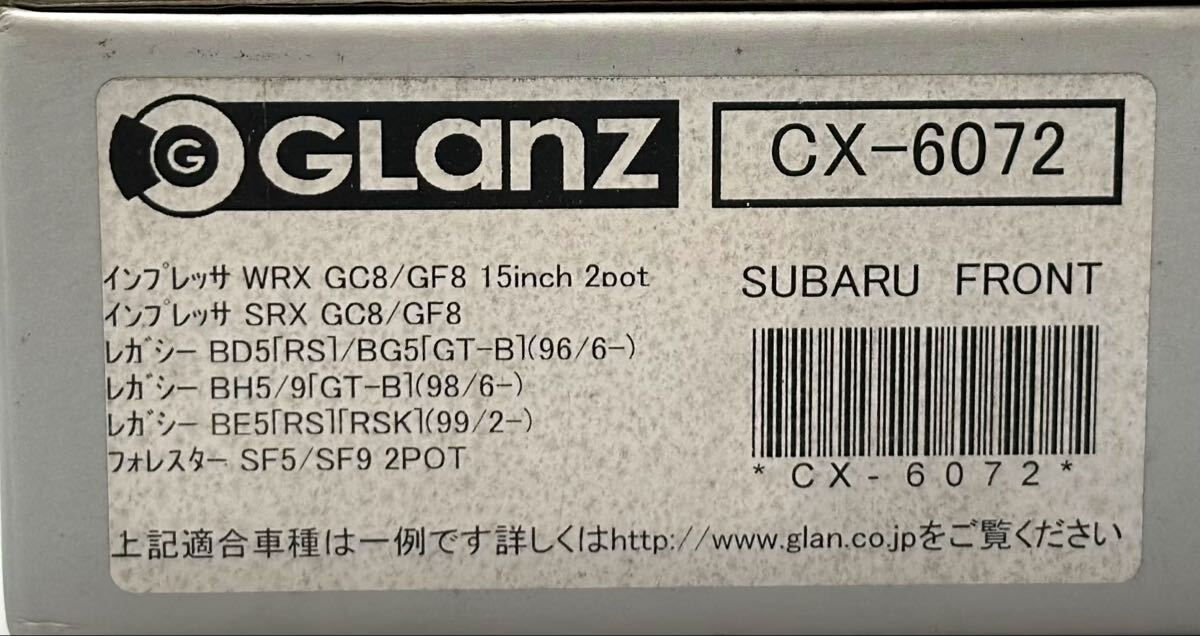 G GLanz
CX-6072
インプレッサ WRX GC8/GF8 15inch 2pot
インプレッサ SRX GC8/GF8
レガシー BD5「RS」/BG5「GT-B」(96/6-)
レガシー BH5/9「GT-B」(98/6-)
レガシー BE5「RS」「RSK」(99/2-)
フォレスター SF5/SF9 2POT
SUBARU FRONT
*CX-6072*
上記適合車種は一例です詳しくはhttp://www.glan.co.jpをご覧ください